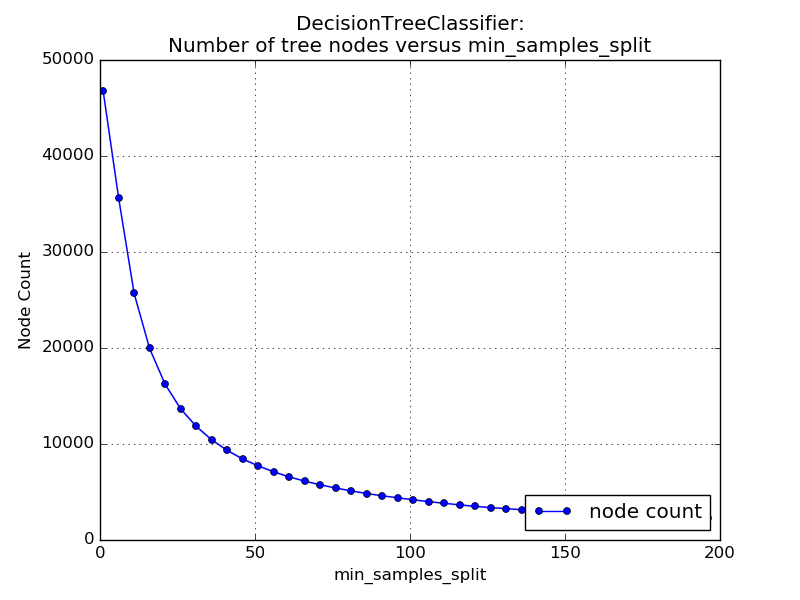 DecisionTreeClassifier:
Number of tree nodes versus min_samples_split
50000
40000
30000
20000
10000
0
Node Count
node count
0 50 100 150 200
min_samples_split